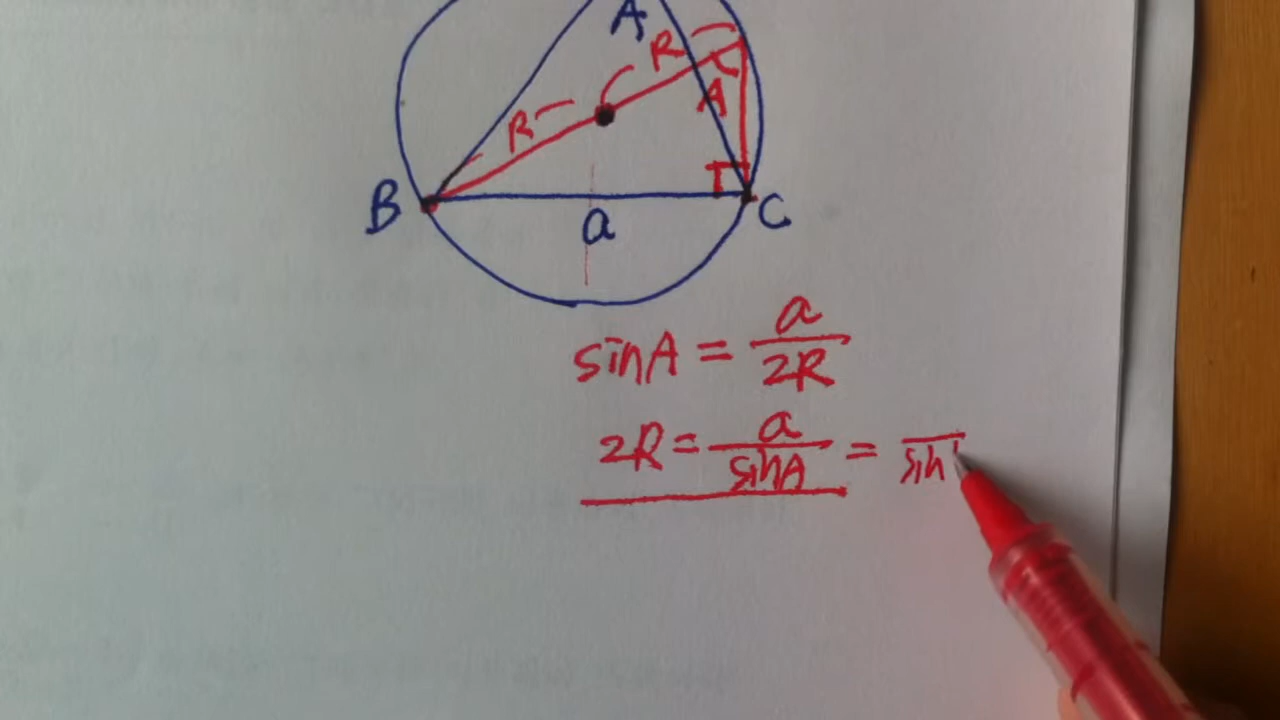 A
R
R
A
B
C
a
sinA = a/2R
2R = a/sinA = /sin